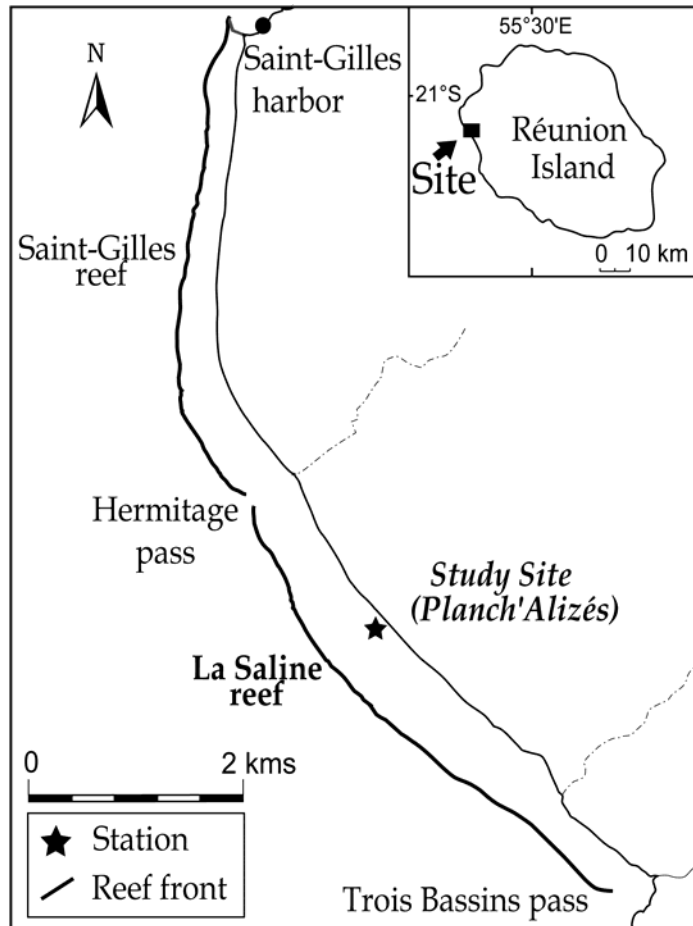 N
Saint-Gilles
harbor
55°30'E
21°S
Réunion
Island
Site
0 10 km
Saint-Gilles
reef
Hermitage
pass
Study Site
(Planch'Alizés)
La Saline
reef
0 2 kms
Station
Reef front
Trois Bassins pass